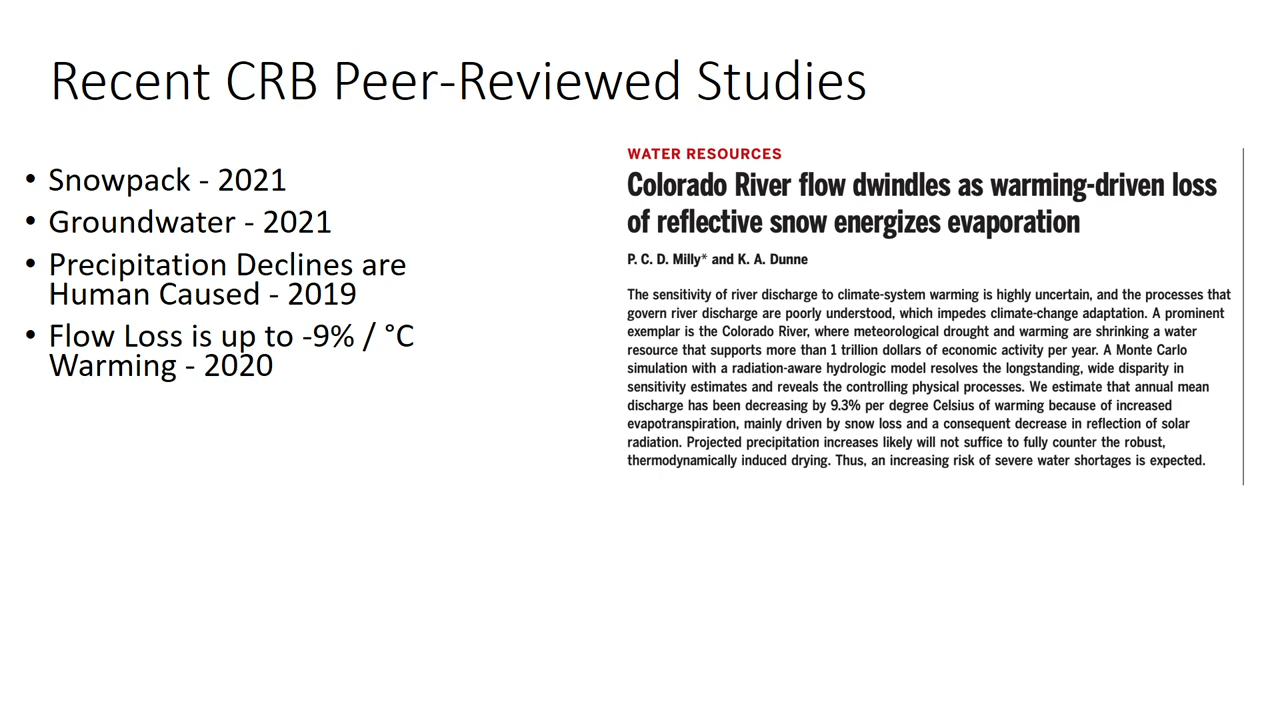 Recent CRB Peer-Reviewed Studies
• Snowpack - 2021
• Groundwater - 2021
• Precipitation Declines are
Human Caused - 2019
• Flow Loss is up to -9% / °C
Warming - 2020
WATER RESOURCES
Colorado River flow dwindles as warming-driven loss
of reflective snow energizes evaporation
P. C. D. Milly* and K. A. Dunne
The sensitivity of river discharge to climate-system warming is highly uncertain, and the processes that
govern river discharge are poorly understood, which impedes climate-change adaptation. A prominent
exemplar is the Colorado River, where meteorological drought and warming are shrinking a water
resource that supports more than 1 trillion dollars of economic activity per year. A Monte Carlo
simulation with a radiation-aware hydrologic model resolves the longstanding, wide disparity in
sensitivity estimates and reveals the controlling physical processes. We estimate that annual mean
discharge has been decreasing by 9.3% per degree Celsius of warming because of increased
evapotranspiration, mainly driven by snow loss and a consequent decrease in reflection of solar
radiation. Projected precipitation increases likely will not suffice to fully counter the robust,
thermodynamically induced drying. Thus, an increasing risk of severe water shortages is expected.